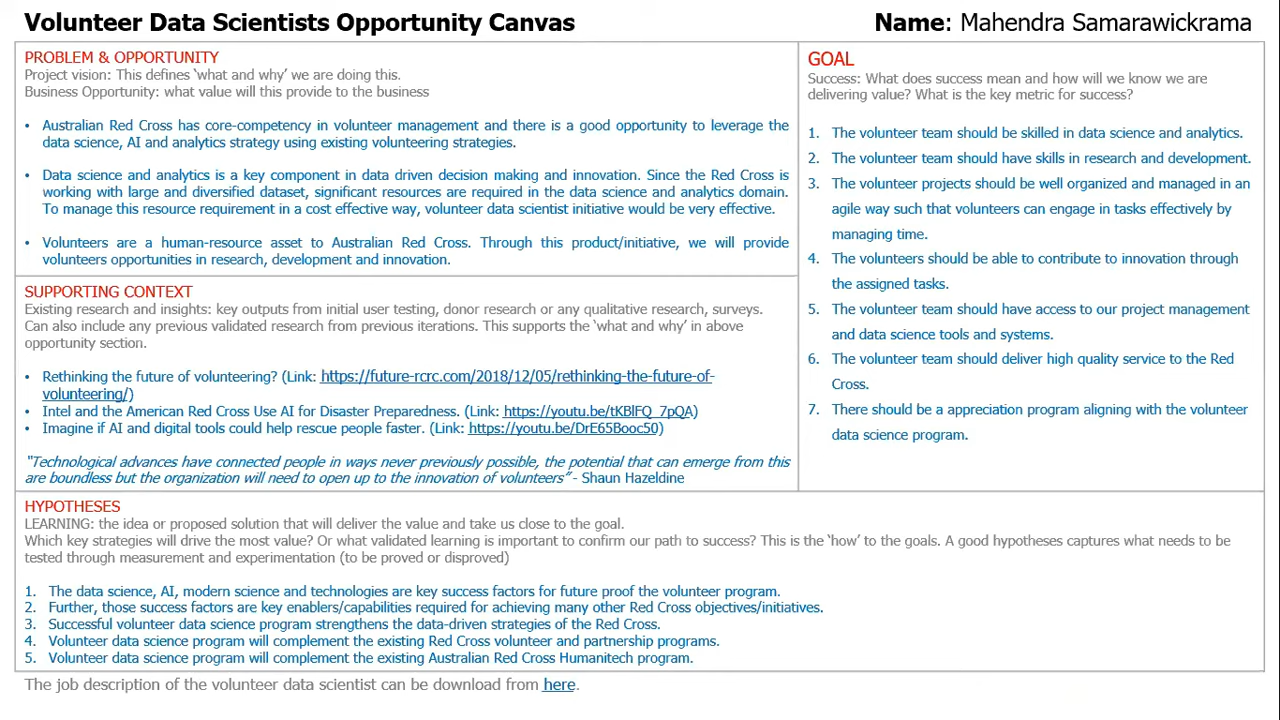 Volunteer Data Scientists Opportunity Canvas
Name: Mahendra Samarawickrama
PROBLEM & OPPORTUNITY
Project vision: This defines ‘what and why’ we are doing this.
Business Opportunity: what value will this provide to the business
• Australian Red Cross has core-competency in volunteer management and there is a good opportunity to leverage the
data science, AI and analytics strategy using existing volunteering strategies.
• Data science and analytics is a key component in data driven decision making and innovation. Since the Red Cross is
working with large and diversified dataset, significant resources are required in the data science and analytics domain.
To manage this resource requirement in a cost effective way, volunteer data scientist initiative would be very effective.
• Volunteers are a human-resource asset to Australian Red Cross. Through this product/initiative, we will provide
volunteers opportunities in research, development and innovation.
SUPPORTING CONTEXT
Existing research and insights: key outputs from initial user testing, donor research or any qualitative research, surveys.
Can also include any previous validated research from previous iterations. This supports the ‘what and why’ in above
opportunity section.
• Rethinking the future of volunteering? (Link: https://future-rcrc.com/2018/12/05/rethinking-the-future-of-
volunteering/)
• Intel and the American Red Cross Use AI for Disaster Preparedness. (Link: https://youtu.be/tKBlFQ_7pQA)
• Imagine if AI and digital tools could help rescue people faster. (Link: https://youtu.be/DrE65Booc50)
“Technological advances have connected people in ways never previously possible, the potential that can emerge from this
are boundless but the organization will need to open up to the innovation of volunteers” - Shaun Hazeldine
GOAL
Success: What does success mean and how will we know we are
delivering value? What is the key metric for success?
1. The volunteer team should be skilled in data science and analytics.
2. The volunteer team should have skills in research and development.
3. The volunteer projects should be well organized and managed in an
agile way such that volunteers can engage in tasks effectively by
managing time.
4. The volunteers should be able to contribute to innovation through
the assigned tasks.
5. The volunteer team should have access to our project management
and data science tools and systems.
6. The volunteer team should deliver high quality service to the Red
Cross.
7. There should be a appreciation program aligning with the volunteer
data science program.
HYPOTHESES
LEARNING: the idea or proposed solution that will deliver the value and take us close to the goal.
Which key strategies will drive the most value? Or what validated learning is important to confirm our path to success? This is the ‘how’ to the goals. A good hypotheses captures what needs to be
tested through measurement and experimentation (to be proved or disproved)
1. The data science, AI, modern science and technologies are key success factors for future proof the volunteer program.
2. Further, those success factors are key enablers/capabilities required for achieving many other Red Cross objectives/initiatives.
3. Successful volunteer data science program strengthens the data-driven strategies of the Red Cross.
4. Volunteer data science program will complement the existing Red Cross volunteer and partnership programs.
5. Volunteer data science program will complement the existing Australian Red Cross Humanitech program.
The job description of the volunteer data scientist can be download from here.